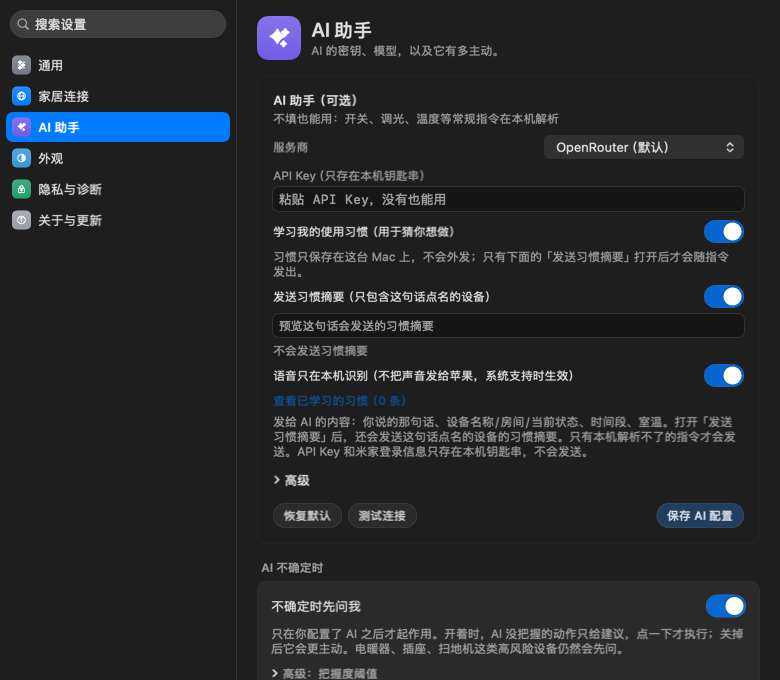 搜索设置
通用
家居连接
AI 助手
外观
隐私与诊断
关于与更新
AI 助手
AI 的密钥、模型，以及它有多主动。
AI 助手（可选）
不填也能用：开关、调光、温度等常规指令在本机解析
服务商
OpenRouter（默认）
API Key（只存在本机钥匙串）
粘贴 API Key，没有也能用
学习我的使用习惯（用于猜你想做）
习惯只保存在这台 Mac 上，不会外发；只有下面的「发送习惯摘要」打开后才会随指令
发出。
发送习惯摘要（只包含这句话点名的设备）
预览这句话会发送的习惯摘要
不会发送习惯摘要
语音只在本机识别（不把声音发给苹果，系统支持时生效）
查看已学习的习惯（0 条）
发给 AI 的内容：你说的那句话、设备名称/房间/当前状态、时间段、室温。打开「发送
习惯摘要」后，还会发送这句话点名的设备的习惯摘要。只有本机解析不了的指令才会发
送。API Key 和米家登录信息只存在本机钥匙串，不会发送。
高级
恢复默认
测试连接
保存 AI 配置
AI 不确定时
不确定时先问我
只在你配置了 AI 之后才起作用。开着时，AI 没把握的动作只给建议，点一下才执行；关掉
后它会更主动。电暖器、插座、扫地机这类高风险设备仍然会先问。
高级：把握度阈值